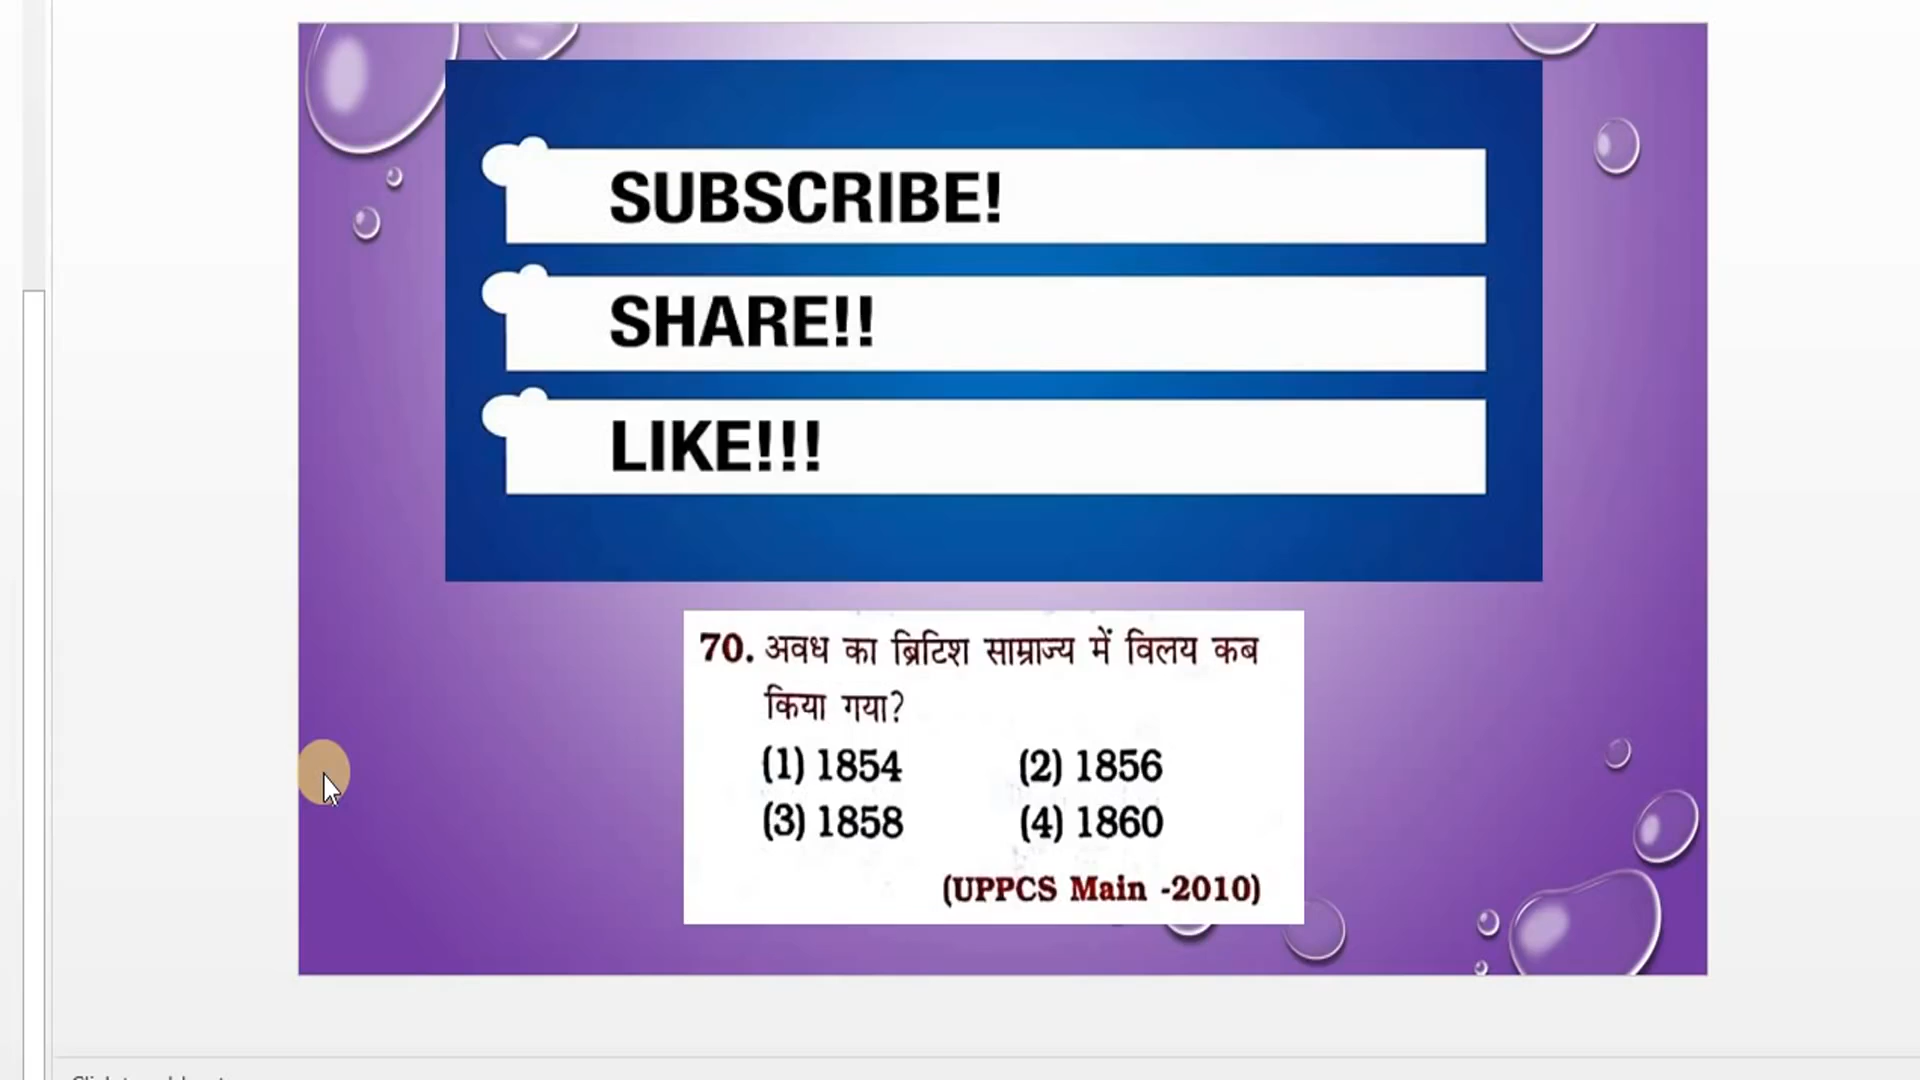 SUBSCRIBE!
SHARE!!
LIKE!!!
70. अवध का ब्रिटिश साम्राज्य में विलय कब
किया गया?
(1) 1854 (2) 1856
(3) 1858 (4) 1860
(UPPCS Main -2010)